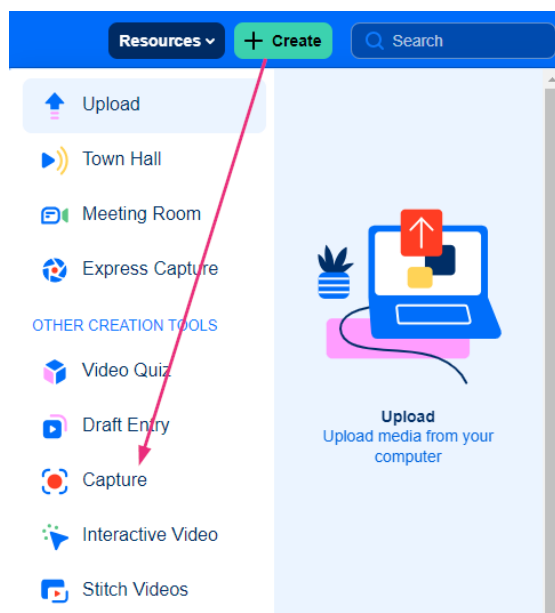 Resources
Create
Search
Upload
Town Hall
Meeting Room
Express Capture
OTHER CREATION TOOLS
Video Quiz
Draft Entry
Capture
Interactive Video
Stitch Videos
Upload
Upload media from your
computer